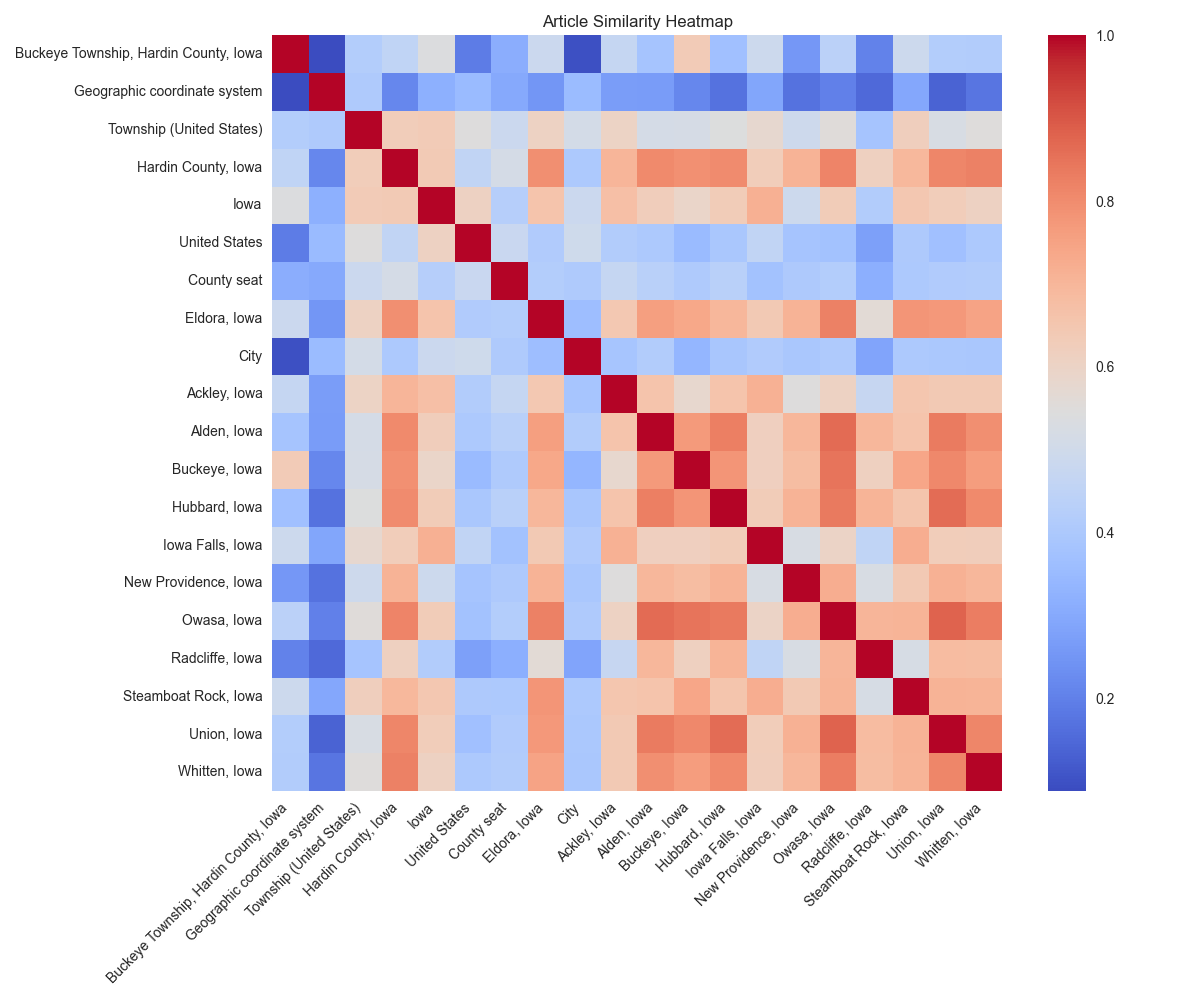 Article Similarity Heatmap
Buckeye Township, Hardin County, Iowa
Geographic coordinate system
Township (United States)
Hardin County, Iowa
Iowa
United States
County seat
Eldora, Iowa
City
Ackley, Iowa
Alden, Iowa
Buckeye, Iowa
Hubbard, Iowa
Iowa Falls, Iowa
New Providence, Iowa
Owasa, Iowa
Radcliffe, Iowa
Steamboat Rock, Iowa
Union, Iowa
Whitten, Iowa
Buckeye Township, Hardin County, Iowa
Geographic coordinate system
Township (United States)
Hardin County, Iowa
Iowa
United States
County seat
Eldora, Iowa
City
Ackley, Iowa
Alden, Iowa
Buckeye, Iowa
Hubbard, Iowa
Iowa Falls, Iowa
New Providence, Iowa
Owasa, Iowa
Radcliffe, Iowa
Steamboat Rock, Iowa
Union, Iowa
Whitten, Iowa
1.0
0.8
0.6
0.4
0.2